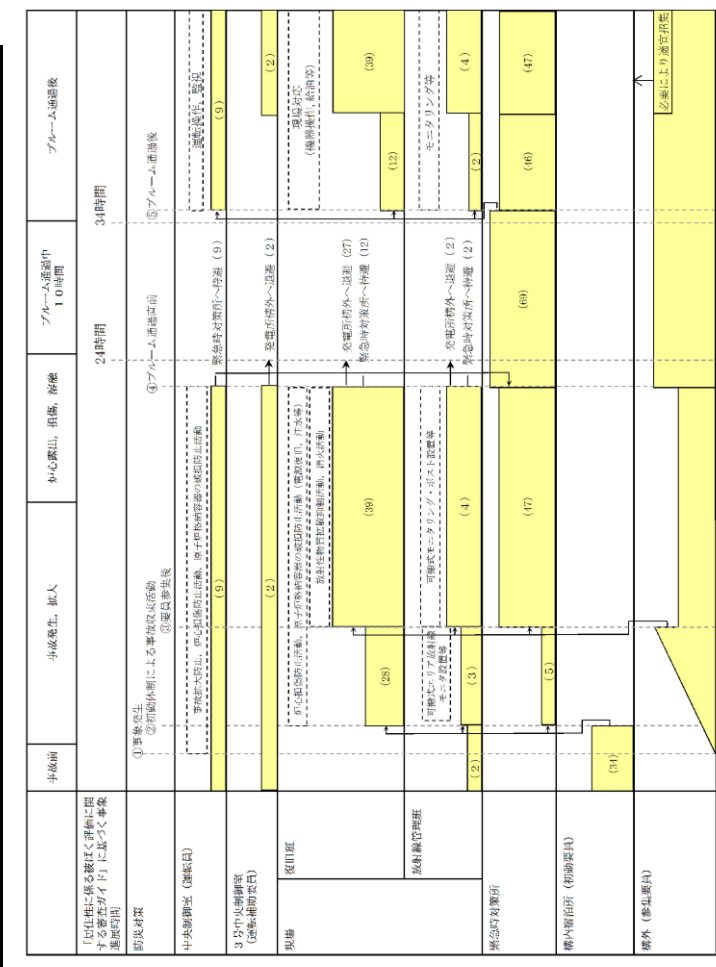 事故前
事故発生，拡大
炉心露出，損傷，溶融
プルーム通過中
１０時間
プルーム通過後
「居住性に係る被ばく評価に関
する審査ガイド」に基づく事象
進展時間
24時間
34時間
防災対策
①事象発生
②初動体制による事故収束活動
③要員参集後
④プルーム通過直前
⑤プルーム通過後
中央制御室（運転員）
事故拡大防止，炉心損傷防止活動，原子炉格納容器の破損防止活動
(9)
緊急時対策所へ待避 (9)
運転操作，監視
(9)
３号中央制御室
（運転補助要員）
(2)
発電所構外へ退避 (2)
(2)
現場
復旧班
炉心損傷防止活動，原子炉格納容器の破損防止活動（電源復旧，注水等）
放射性物質拡散抑制活動，消火活動
(28)
(39)
発電所構外へ退避 (27)
緊急時対策所へ待避 (12)
現場対応
（機器操作，給油等）
(12)
(39)
放射線管理班
可搬式エリア放射線
モニタ設置等
可搬式モニタリング・ポスト設置等
(2)
(3)
(4)
発電所構外へ退避 (2)
緊急時対策所へ待避 (2)
モニタリング等
(2)
(4)
緊急時対策所
(5)
(47)
(69)
(46)
(47)
構内宿泊所（初動要員）
(34)
構外（参集要員）
必要により適宜招集